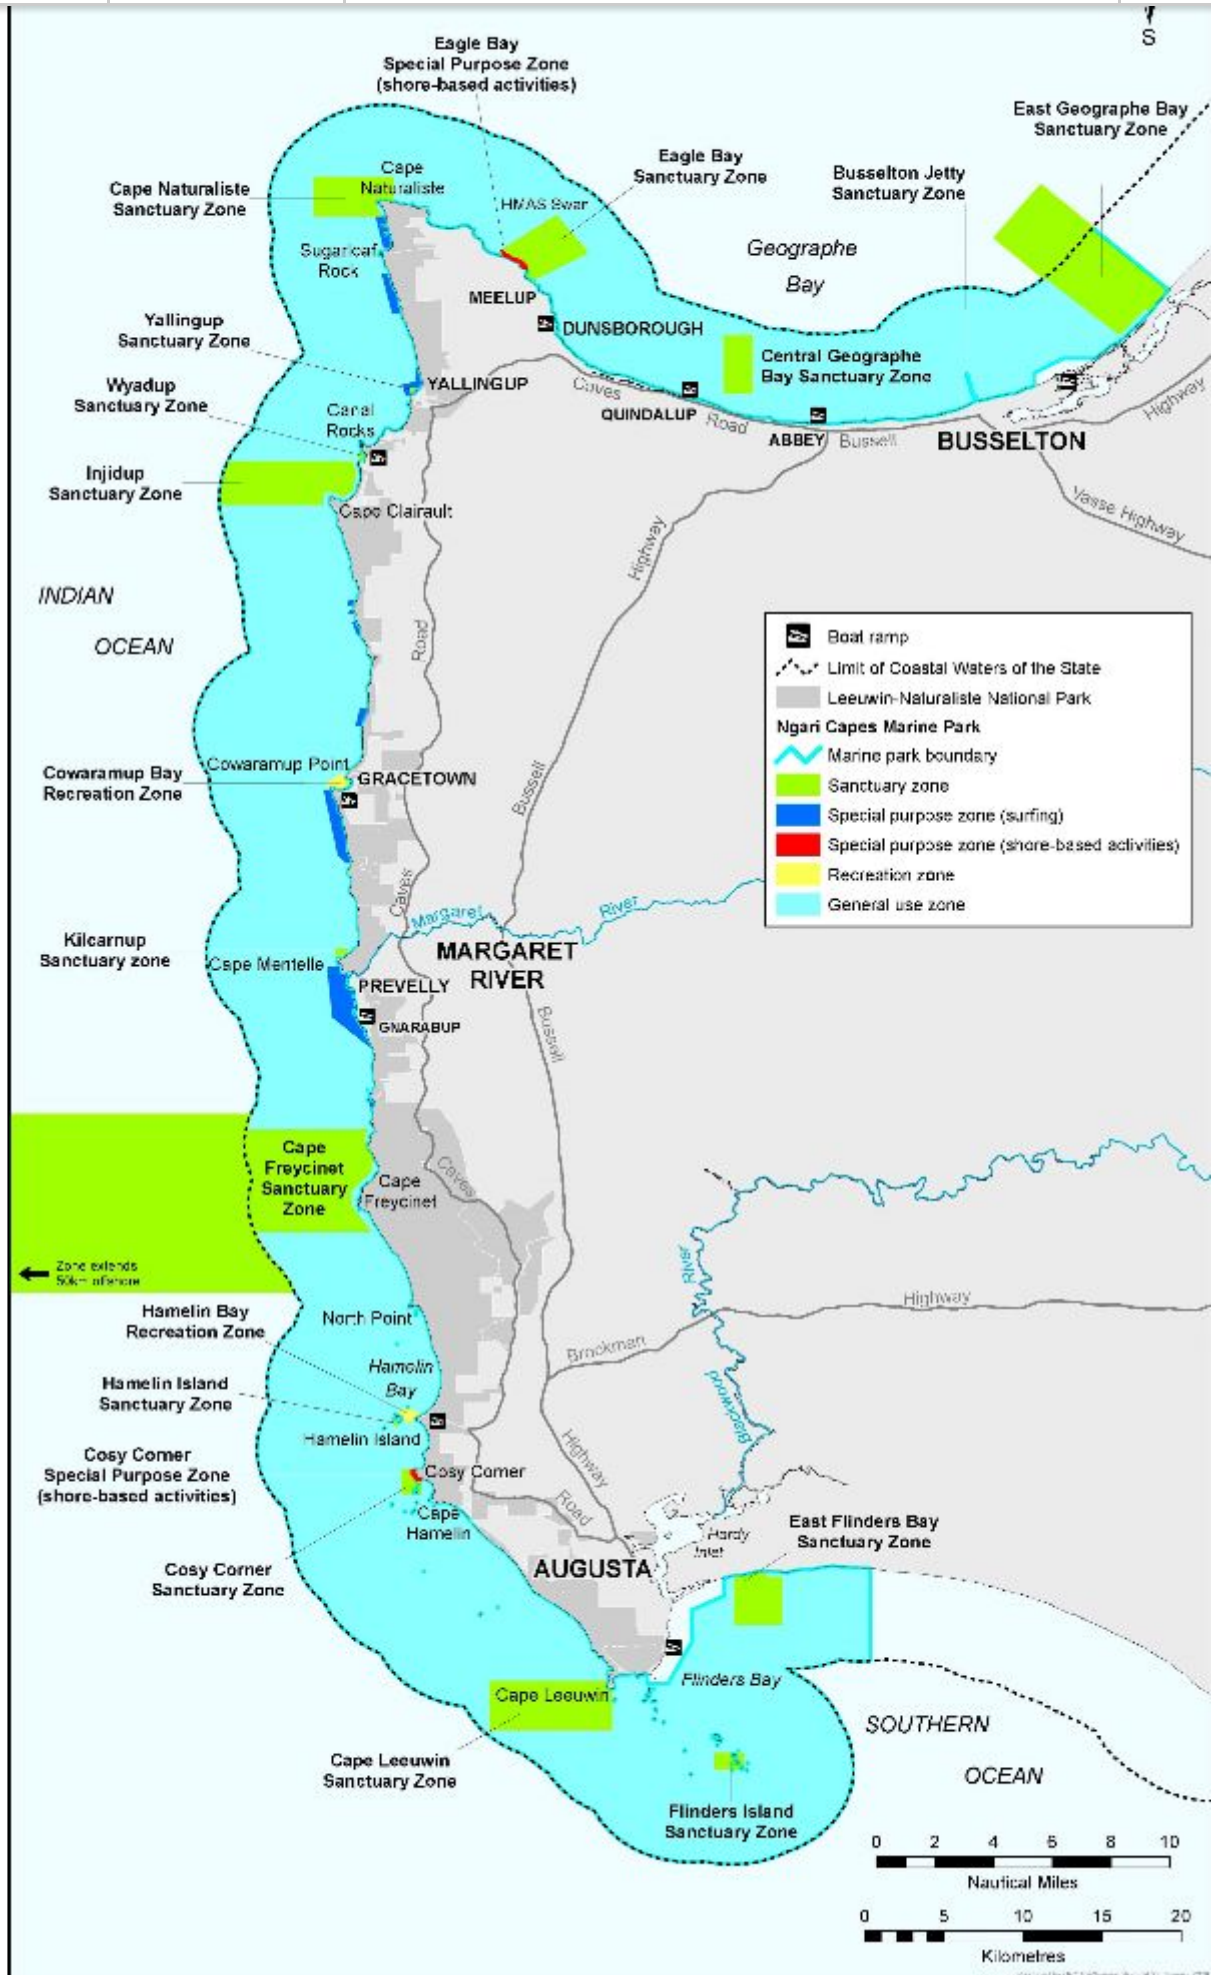 S
Eagle Bay
Special Purpose Zone
(shore-based activities)
East Geographe Bay
Sanctuary Zone
Eagle Bay
Sanctuary Zone
Busselton Jetty
Sanctuary Zone
Cape Naturaliste
Sanctuary Zone
Cape
Naturaliste
HMAS Swan
Geographe
Bay
Sugarloaf
Rock
MEELUP
DUNSBOROUGH
Yallingup
Sanctuary Zone
Central Geographe
Bay Sanctuary Zone
Wyadup
Sanctuary Zone
YALLINGUP
Caves
Road
QUINDALUP
ABBEY
Bussell
Highway
BUSSELTON
Canal
Rocks
Injidup
Sanctuary Zone
Cape Clairault
Vasse Highway
Highway
INDIAN
OCEAN
Road
Boat ramp
Limit of Coastal Waters of the State
Leeuwin-Naturaliste National Park
Ngari Capes Marine Park
Marine park boundary
Sanctuary zone
Special purpose zone (surfing)
Special purpose zone (shore-based activities)
Recreation zone
General use zone
Cowaramup Point
Cowaramup Bay
Recreation Zone
GRACETOWN
Bussell
Caves
Margaret
River
Kilcarnup
Sanctuary zone
Cape Mentelle
MARGARET
RIVER
PREVELLY
GNARABUP
Bussell
Cape
Freycinet
Sanctuary
Zone
Cape
Freycinet
Caves
Zone extends
50km offshore
River
Highway
Hamelin Bay
Recreation Zone
North Point
Brockman
Hamelin
Bay
Hamelin Island
Sanctuary Zone
Blackwood
Hamelin Island
Cosy Corner
Special Purpose Zone
(shore-based activities)
Cosy Corner
Highway
Road
Cape
Hamelin
Hardy
Inlet
East Flinders Bay
Sanctuary Zone
Cosy Corner
Sanctuary Zone
AUGUSTA
Flinders Bay
Cape Leeuwin
SOUTHERN
OCEAN
Cape Leeuwin
Sanctuary Zone
Flinders Island
Sanctuary Zone
0 2 4 6 8 10
Nautical Miles
0 5 10 15 20
Kilometres